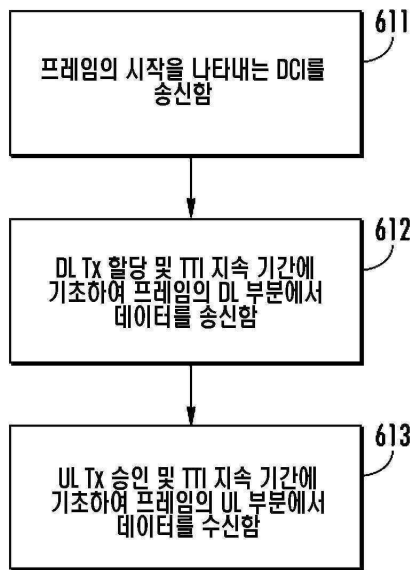 611
프레임의 시작을 나타내는 DCI를
송신함
612
DL Tx 할당 및 TTI 지속 기간에
기초하여 프레임의 DL 부분에서
데이터를 송신함
613
UL Tx 승인 및 TTI 지속 기간에
기초하여 프레임의 UL 부분에서
데이터를 수신함